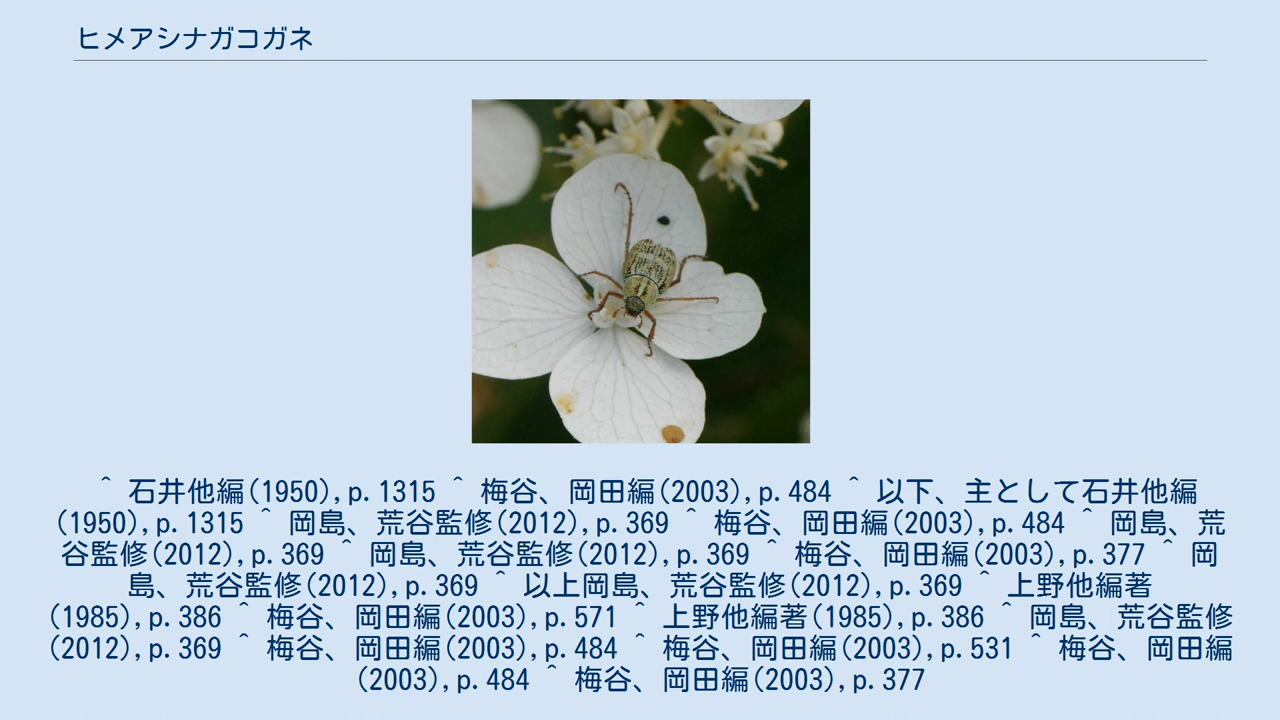 ヒメアシナガコガネ
^ 石井他編(1950),p.1315 ^ 梅谷、岡田編(2003),p.484 ^ 以下、主として石井他編
(1950),p.1315 ^ 岡島、荒谷監修(2012),p.369 ^ 梅谷、岡田編(2003),p.484 ^ 岡島、荒
谷監修(2012),p.369 ^ 岡島、荒谷監修(2012),p.369 ^ 梅谷、岡田編(2003),p.377 ^ 岡
島、荒谷監修(2012),p.369 ^ 以上岡島、荒谷監修(2012),p.369 ^ 上野他編著
(1985),p.386 ^ 梅谷、岡田編(2003),p.571 ^ 上野他編著(1985),p.386 ^ 岡島、荒谷監修
(2012),p.369 ^ 梅谷、岡田編(2003),p.484 ^ 梅谷、岡田編(2003),p.531 ^ 梅谷、岡田編
(2003),p.484 ^ 梅谷、岡田編(2003),p.377